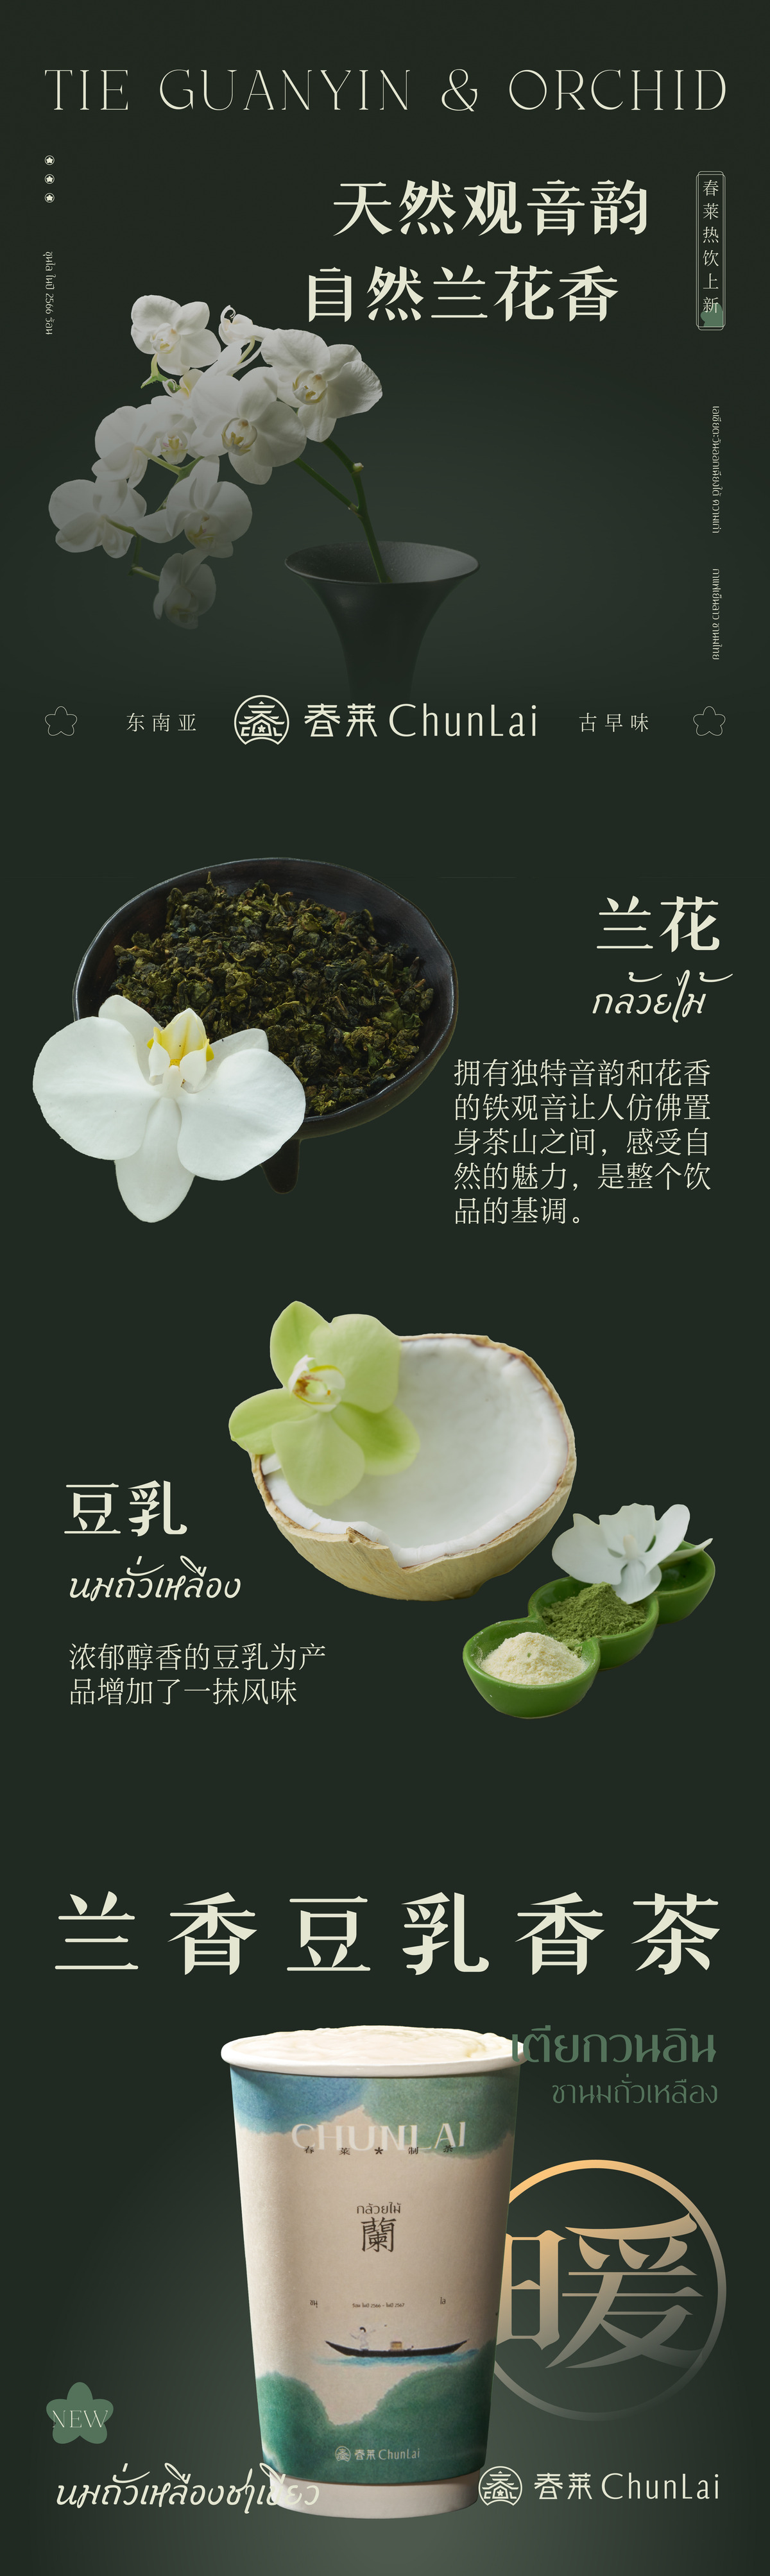 TIE GUANYIN & ORCHID
天然观音韵
自然兰花香
春莱热饮上新
东南亚
春莱 ChunLai
古早味
兰花
กล้วยไม้
拥有独特音韵和花香
的铁观音让人仿佛置
身茶山之间，感受自
然的魅力，是整个饮
品的基调。
豆乳
นมถั่วเหลือง
浓郁醇香的豆乳为产
品增加了一抹风味
兰香豆乳香茶
เตียกวนอิน
ชานมถั่วเหลือง
CHUNLAI
春莱*制茶
กล้วยไม้
蘭
春莱 ChunLai
暖
NEW
นมถั่วเหลืองชาเขียว
春莱 ChunLai